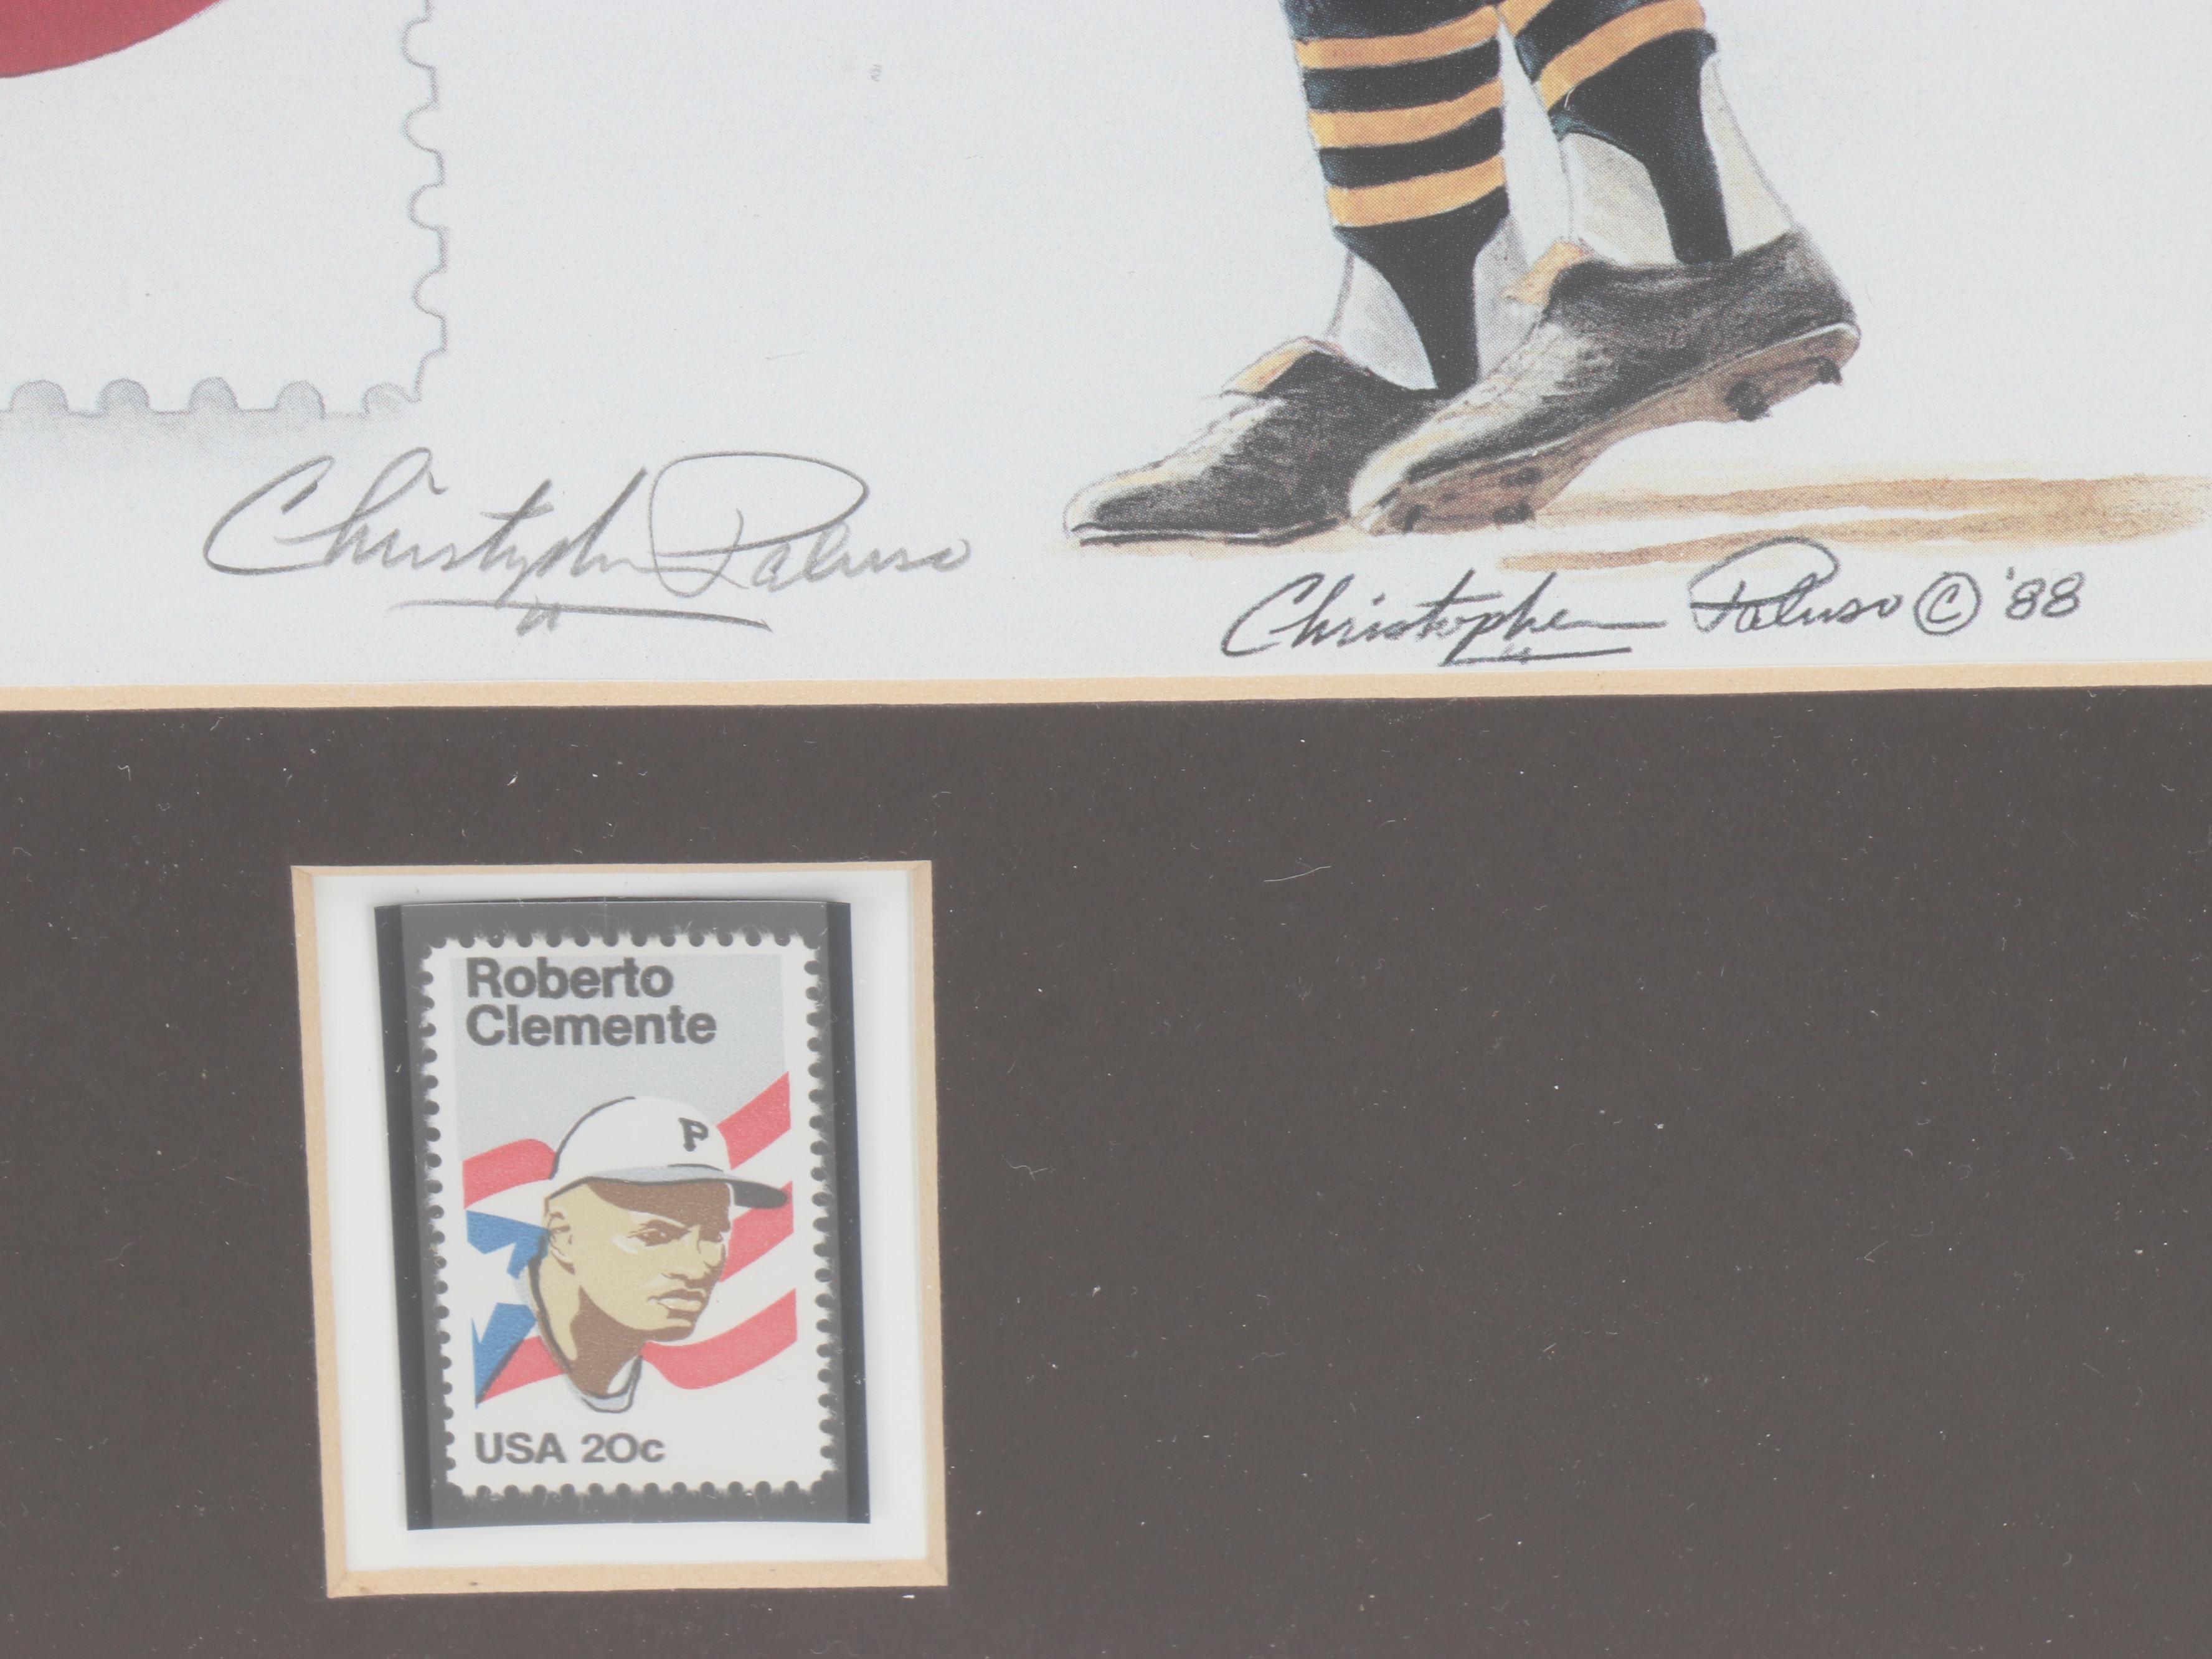 Christopher Paluso
Christopher Paluso © '88
Roberto
Clemente
P
USA 20c